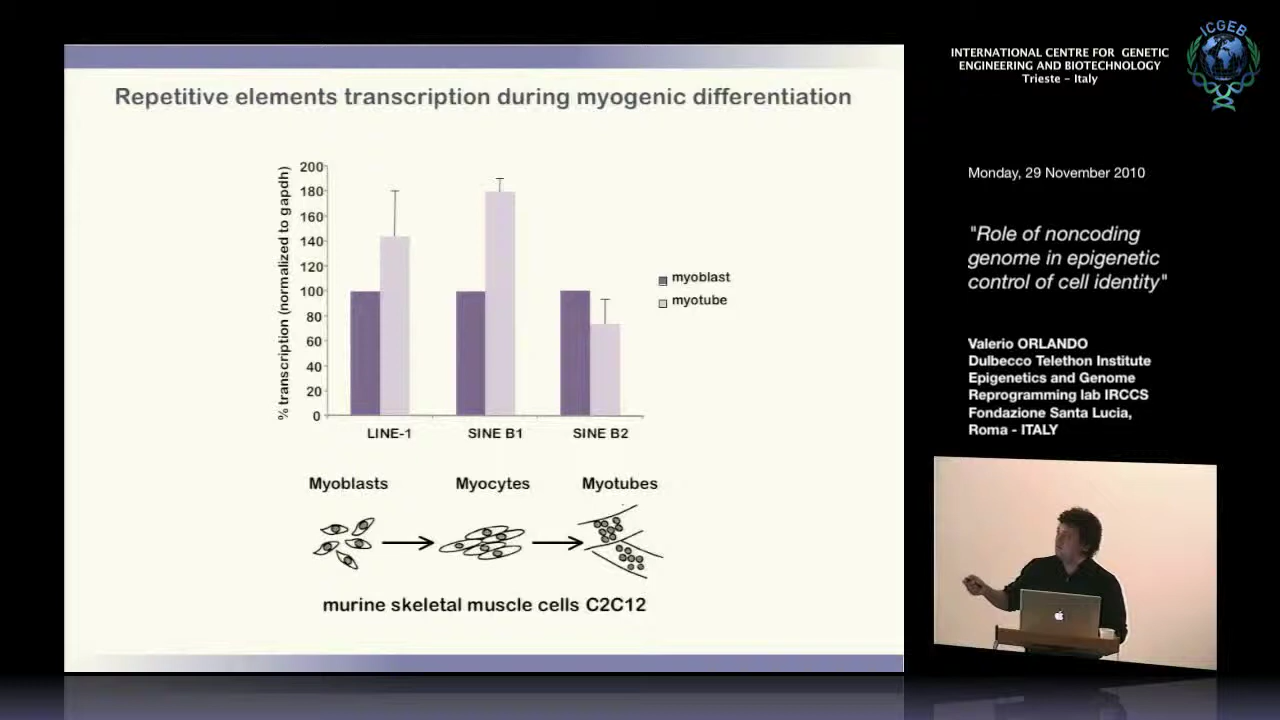 Repetitive elements transcription during myogenic differentiation
% transcription (normalized to gapdh)
200
180
160
140
120
100
80
60
40
20
0
LINE-1
SINE B1
SINE B2
myoblast
myotube
Myoblasts
Myocytes
Myotubes
murine skeletal muscle cells C2C12
INTERNATIONAL CENTRE FOR GENETIC
ENGINEERING AND BIOTECHNOLOGY
Trieste - Italy
ICGEB
Monday, 29 November 2010
"Role of noncoding
genome in epigenetic
control of cell identity"
Valerio ORLANDO
Dulbecco Telethon Institute
Epigenetics and Genome
Reprogramming lab IRCCS
Fondazione Santa Lucia,
Roma - ITALY